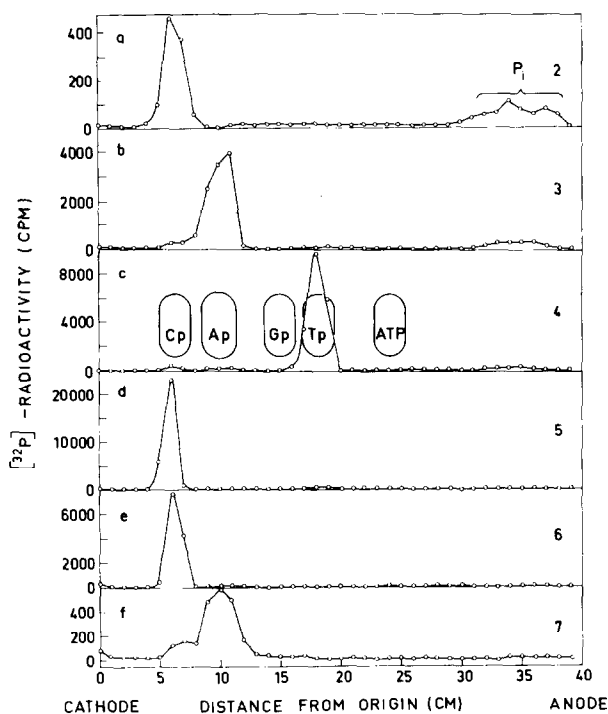 a
400
200
0
Pi
2
b
4000
2000
0
3
c
8000
4000
0
Cp
Ap
Gp
Tp
ATP
4
d
20000
10000
0
5
e
6000
4000
2000
0
6
f
400
200
0
7
[32P] -RADIOACTIVITY (CPM)
0 5 10 15 20 25 30 35 40
CATHODE DISTANCE FROM ORIGIN (CM) ANODE